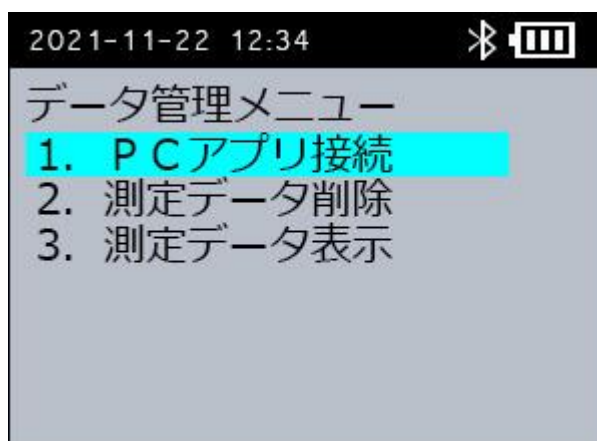 2021-11-22 12:34
データ管理メニュー
1. ＰＣアプリ接続
2. 測定データ削除
3. 測定データ表示